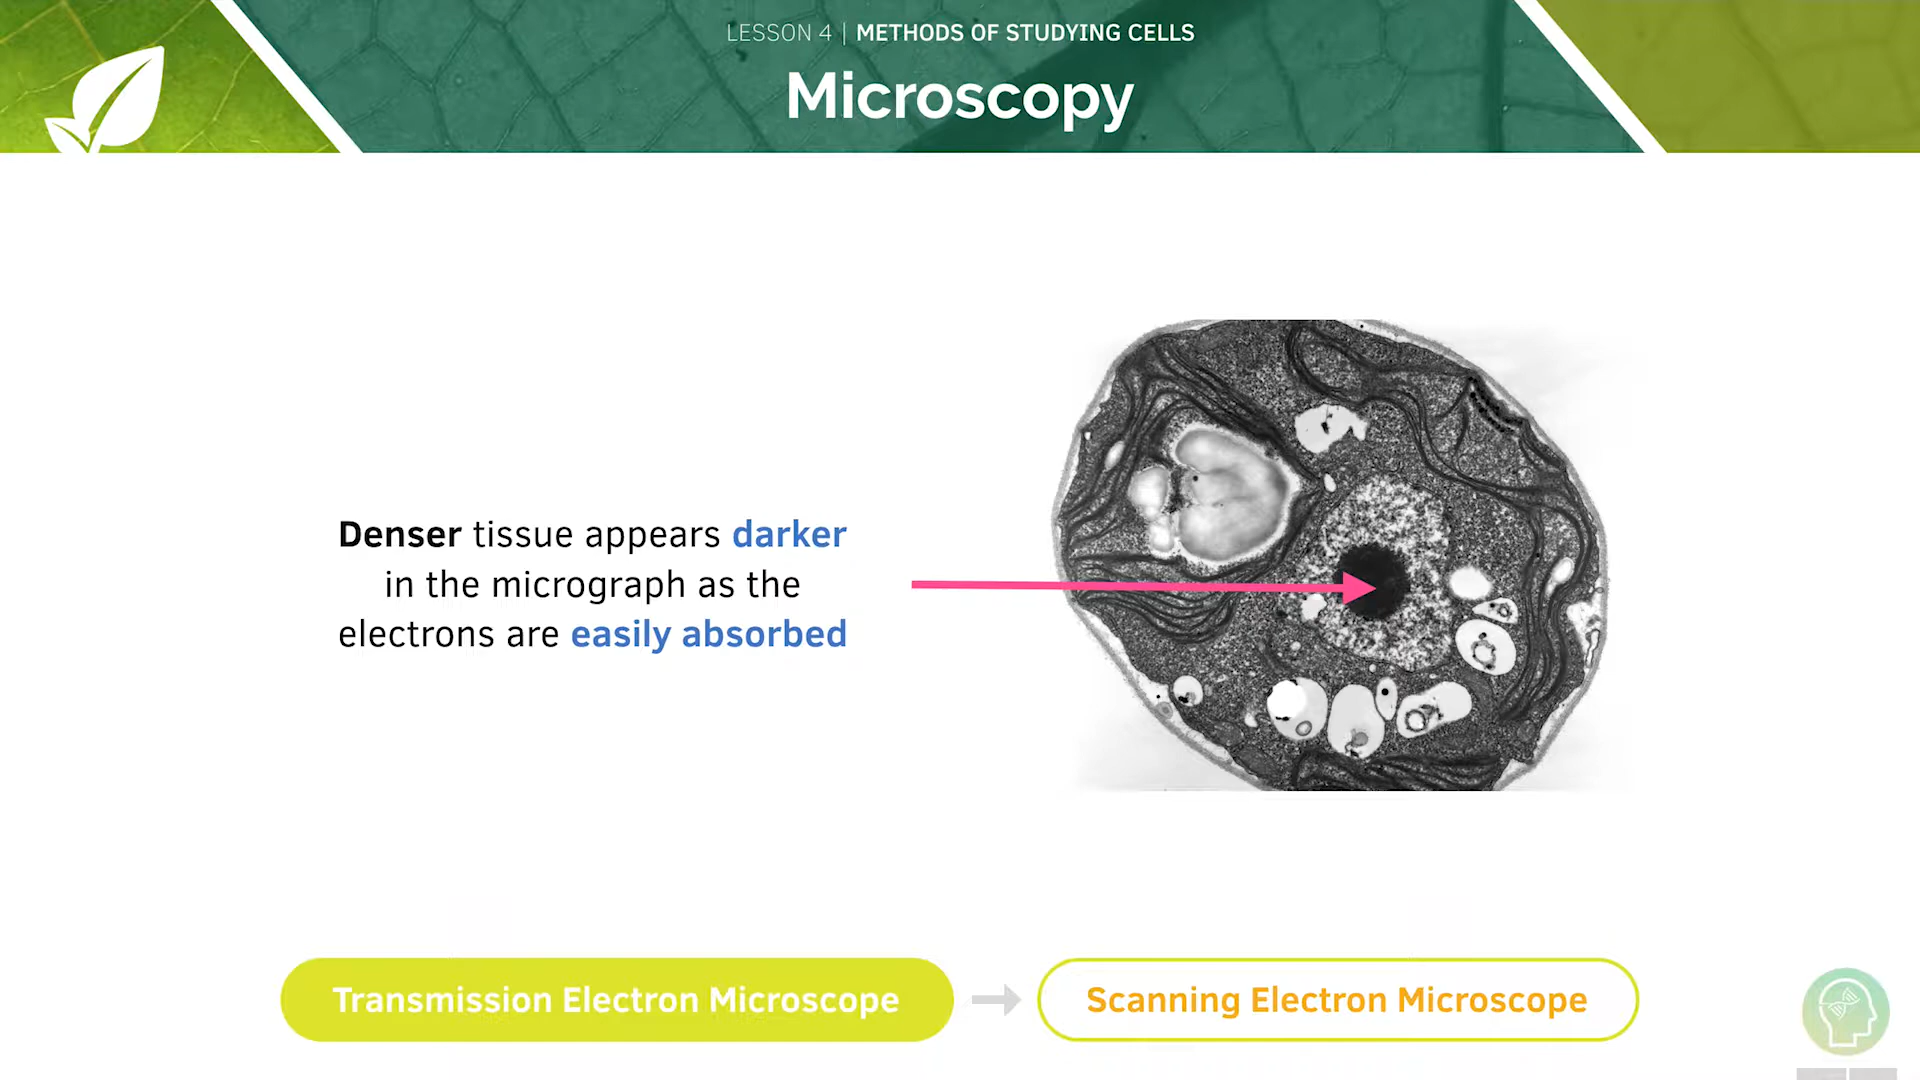 LESSON 4 | METHODS OF STUDYING CELLS
Microscopy
Denser tissue appears darker
in the micrograph as the
electrons are easily absorbed
Transmission Electron Microscope
Scanning Electron Microscope